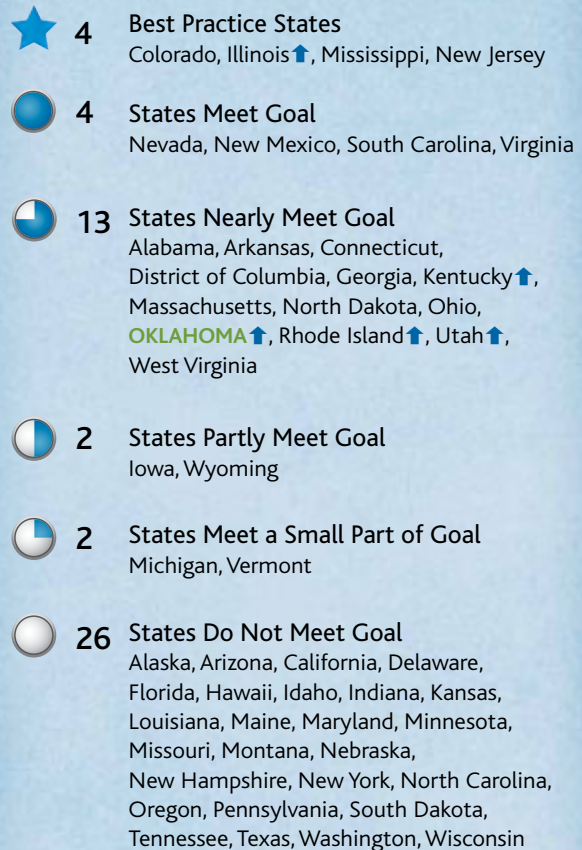 4 Best Practice States
Colorado, Illinois⬆, Mississippi, New Jersey
4 States Meet Goal
Nevada, New Mexico, South Carolina, Virginia
13 States Nearly Meet Goal
Alabama, Arkansas, Connecticut,
District of Columbia, Georgia, Kentucky⬆,
Massachusetts, North Dakota, Ohio,
OKLAHOMA⬆, Rhode Island⬆, Utah⬆,
West Virginia
2 States Partly Meet Goal
Iowa, Wyoming
2 States Meet a Small Part of Goal
Michigan, Vermont
26 States Do Not Meet Goal
Alaska, Arizona, California, Delaware,
Florida, Hawaii, Idaho, Indiana, Kansas,
Louisiana, Maine, Maryland, Minnesota,
Missouri, Montana, Nebraska,
New Hampshire, New York, North Carolina,
Oregon, Pennsylvania, South Dakota,
Tennessee, Texas, Washington, Wisconsin